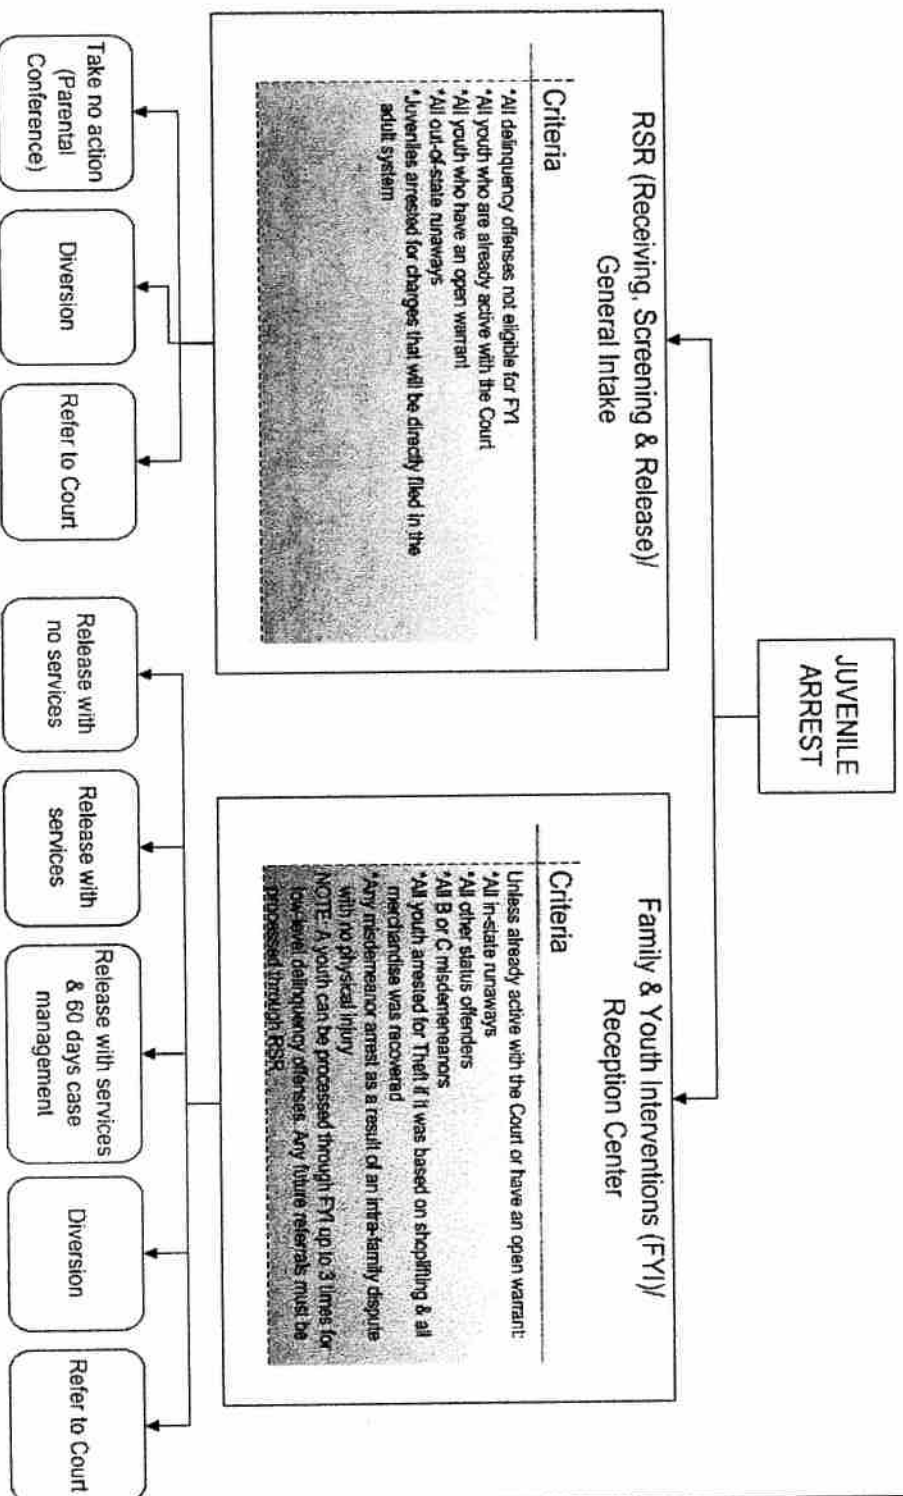 JUVENILE
ARREST
RSR (Receiving, Screening & Release)/
General Intake
Criteria
*All delinquency offenses not eligible for FYI
*All youth who are already active with the Court
*All youth who have an open warrant
*All out-of-state runaways
*Juveniles arrested for charges that will be directly filed in the
adult system
Take no action
(Parental
Conference)
Diversion
Refer to Court
Family & Youth Interventions (FYI)/
Reception Center
Criteria
Unless already active with the Court or have an open warrant:
*All in-state runaways
*All other status offenders
*All B or C misdemeneanors
*All youth arrested for Theft if it was based on shoplifting & all
merchandise was recovered
*Any misdemeanor arrest as a result of an intra-family dispute
with no physical injury
NOTE: A youth can be processed through FYI up to 3 times for
low-level delinquency offenses. Any future referrals must be
processed through RSR.
Release with
no services
Release with
services
Release with services
& 60 days case
management
Diversion
Refer to Court